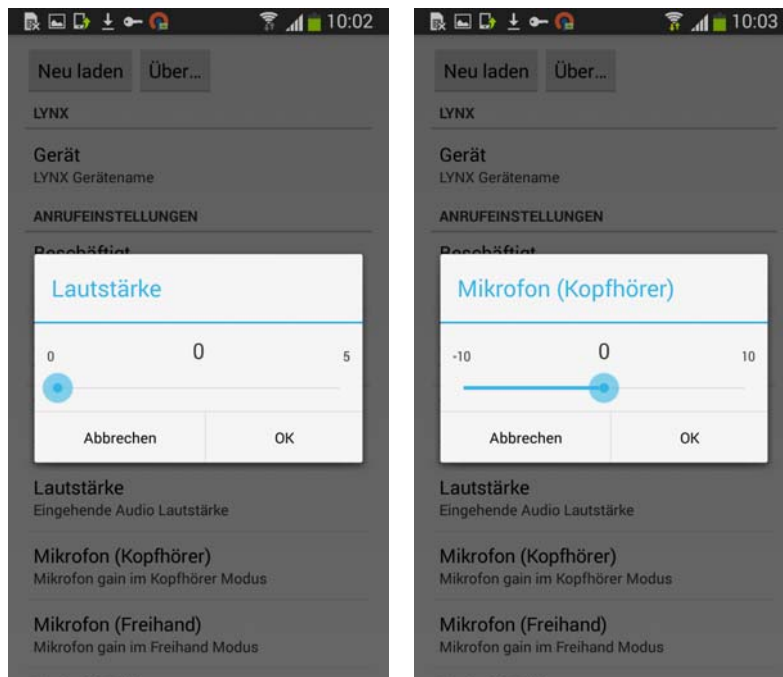 10:02
Neu laden Über...
LYNX
Gerät
LYNX Gerätename
ANRUFEINSTELLUNGEN
Beschäftigt
Lautstärke
0 0 5
Abbrechen OK
Lautstärke
Eingehende Audio Lautstärke
Mikrofon (Kopfhörer)
Mikrofon gain im Kopfhörer Modus
Mikrofon (Freihand)
Mikrofon gain im Freihand Modus
10:03
Neu laden Über...
LYNX
Gerät
LYNX Gerätename
ANRUFEINSTELLUNGEN
Beschäftigt
Mikrofon (Kopfhörer)
-10 0 10
Abbrechen OK
Lautstärke
Eingehende Audio Lautstärke
Mikrofon (Kopfhörer)
Mikrofon gain im Kopfhörer Modus
Mikrofon (Freihand)
Mikrofon gain im Freihand Modus